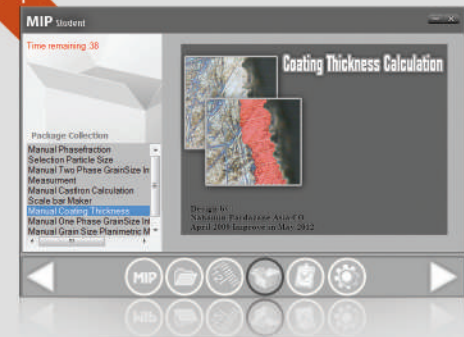 MIP Student
Time remaining :38
Package Collection
Manual Phasefraction
Selection Particle Size
Manual Two Phase GrainSize In
Measurment
Manual CastIron Calculation
Scale bar Maker
Manual Coating Thickness
Manual One Phase GrainSize Int
Manual Grain Size Planimetric M
Coating Thickness Calculation
Design by
Nahamin Pardazan Asia CO
April 2009 Improve in May 2012
MIP